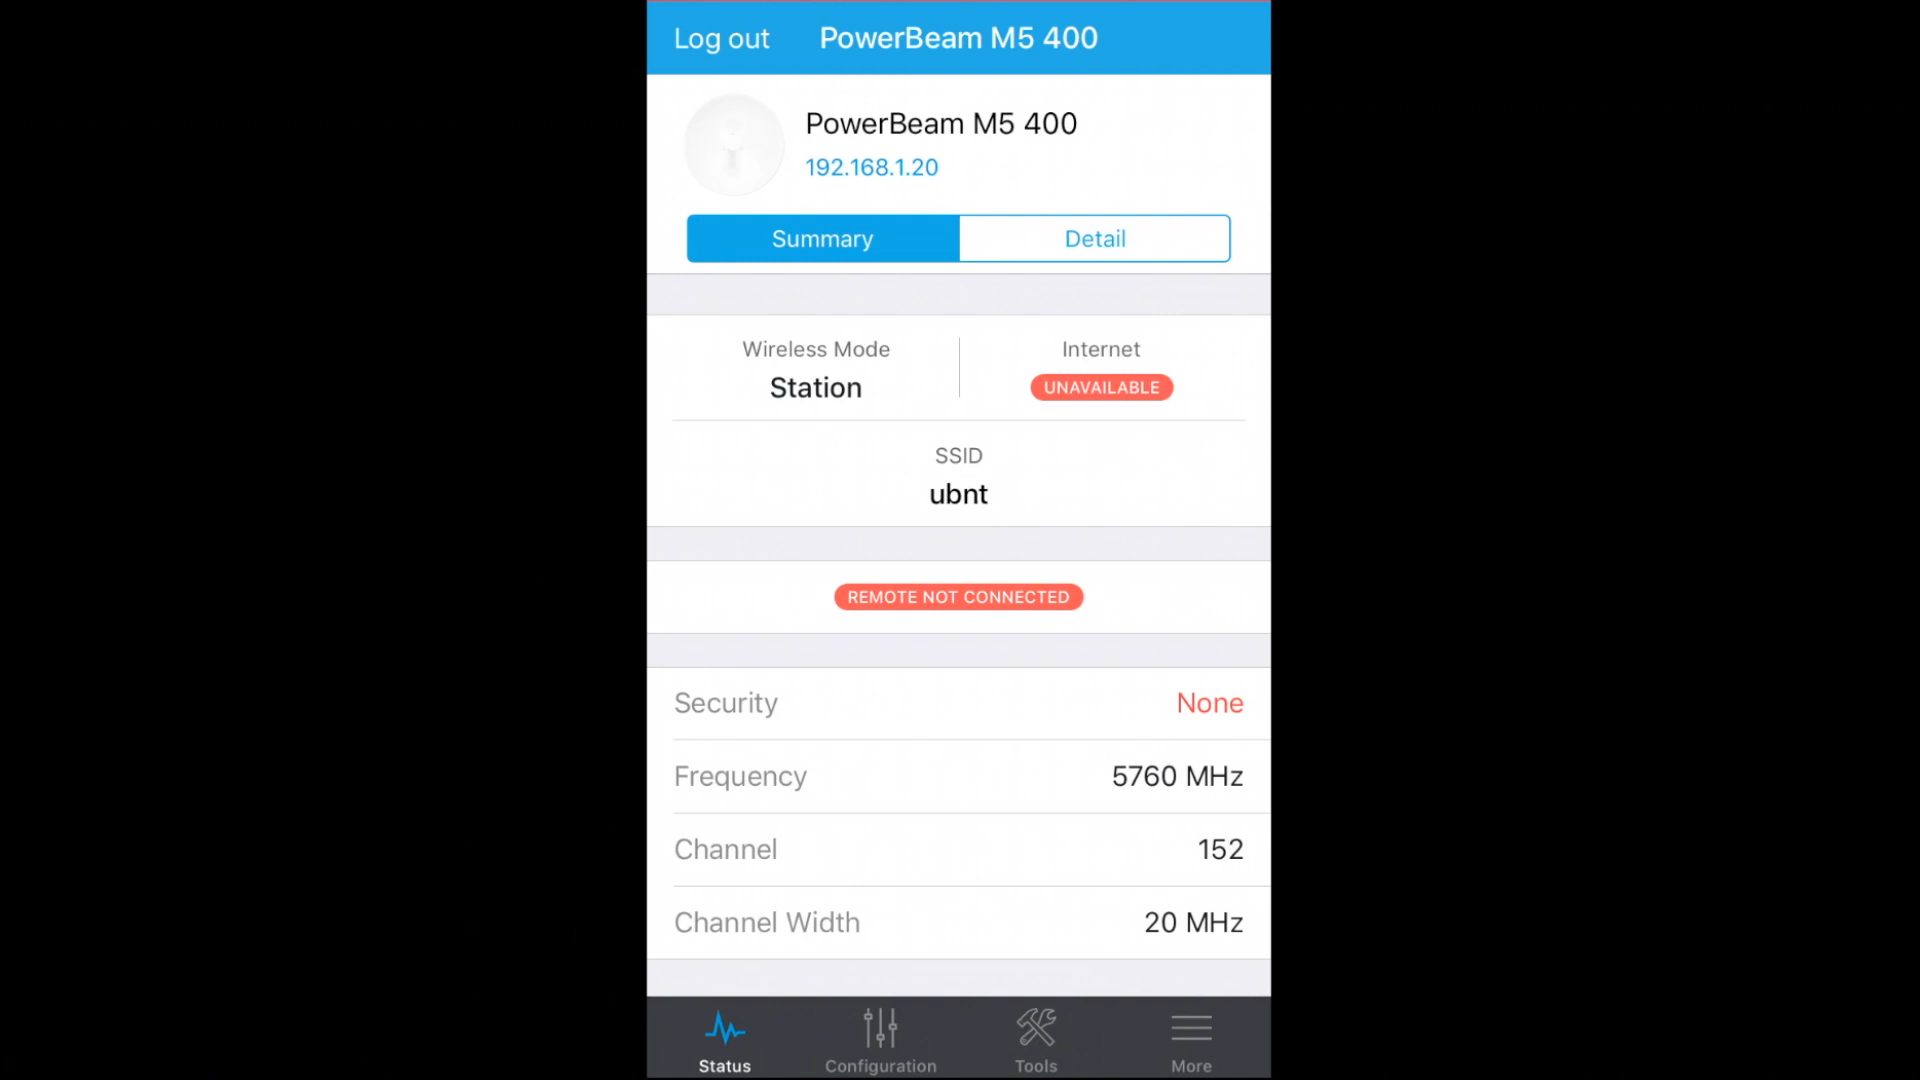 Log out PowerBeam M5 400
PowerBeam M5 400
192.168.1.20
Summary Detail
Wireless Mode Internet
Station UNAVAILABLE
SSID
ubnt
REMOTE NOT CONNECTED
Security None
Frequency 5760 MHz
Channel 152
Channel Width 20 MHz
Status Configuration Tools More